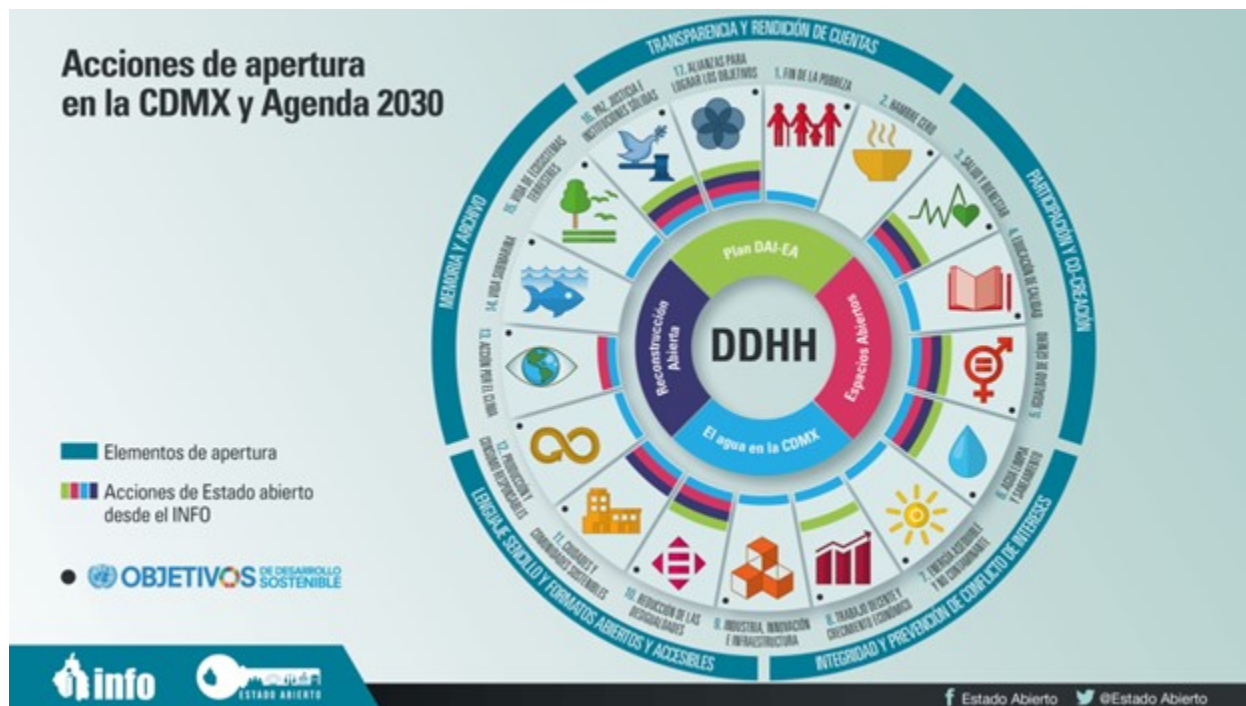 Acciones de apertura
en la CDMX y Agenda 2030
TRANSPARENCIA Y RENDICIÓN DE CUENTAS
PARTICIPACIÓN Y CO-CREACIÓN
INTEGRIDAD Y PREVENCIÓN DE CONFLICTO DE INTERESES
LENGUAJE SENCILLO Y FORMATOS ABIERTOS Y ACCESIBLES
MEMORIA Y ARCHIVO
1. FIN DE LA POBREZA
2. HAMBRE CERO
3. SALUD Y BIENESTAR
4. EDUCACIÓN DE CALIDAD
5. IGUALDAD DE GÉNERO
6. AGUA LIMPIA
Y SANEAMIENTO
7. ENERGÍA ASEQUIBLE
Y NO CONTAMINANTE
8. TRABAJO DECENTE Y
CRECIMIENTO ECONÓMICO
9. INDUSTRIA, INNOVACIÓN
E INFRAESTRUCTURA
10. REDUCCIÓN DE LAS
DESIGUALDADES
11. CIUDADES Y
COMUNIDADES SOSTENIBLES
12. PRODUCCIÓN Y
CONSUMO RESPONSABLES
13. ACCIÓN POR EL CLIMA
14. VIDA SUBMARINA
15. VIDA DE ECOSISTEMAS
TERRESTRES
16. PAZ, JUSTICIA E
INSTITUCIONES SÓLIDAS
17. ALIANZAS PARA
LOGRAR LOS OBJETIVOS
Plan DAI-EA
Espacios Abiertos
El agua en la CDMX
Reconstrucción
Abierta
DDHH
Elementos de apertura
Acciones de Estado abierto
desde el INFO
OBJETIVOS DE DESARROLLO
SOSTENIBLE
info
ESTADO ABIERTO
Estado Abierto
@Estado Abierto